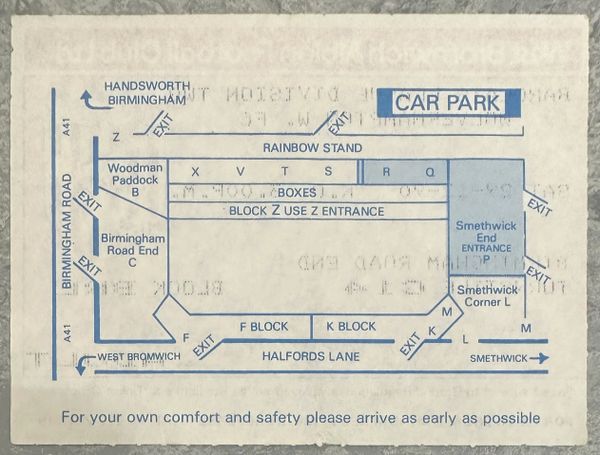 HANDSWORTH
BIRMINGHAM
CAR PARK
A41
Z
EXIT
EXIT
RAINBOW STAND
Woodman
Paddock
B
X V T S R Q
BOXES
BLOCK Z USE Z ENTRANCE
BIRMINGHAM ROAD
EXIT
EXIT
Birmingham
Road End
C
Smethwick
End
ENTRANCE
P
EXIT
EXIT
Smethwick
Corner L
M
F BLOCK
K BLOCK
K
F
L
M
A41
EXIT
EXIT
WEST BROMWICH
HALFORDS LANE
SMETHWICK
For your own comfort and safety please arrive as early as possible